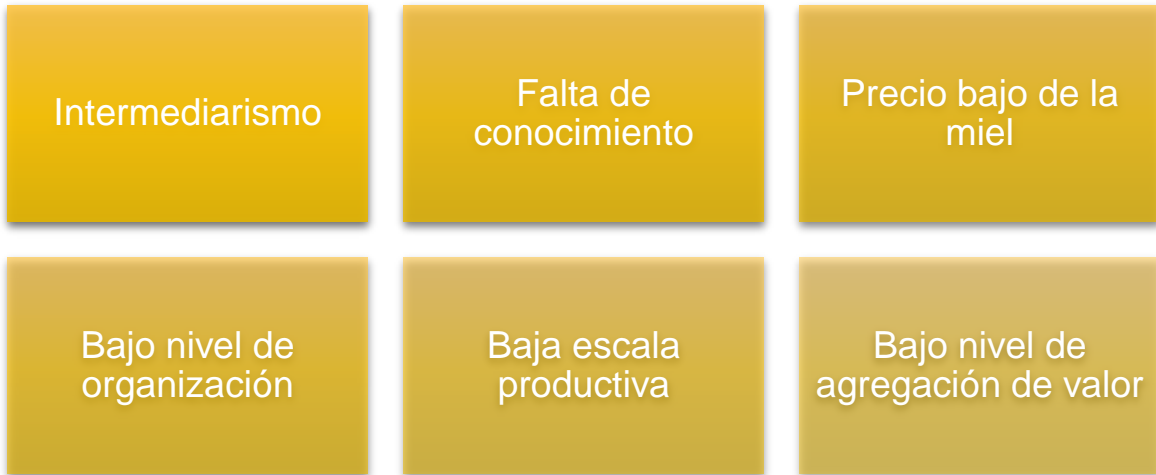 Intermediarismo
Falta de
conocimiento
Precio bajo de la
miel
Bajo nivel de
organización
Baja escala
productiva
Bajo nivel de
agregación de valor